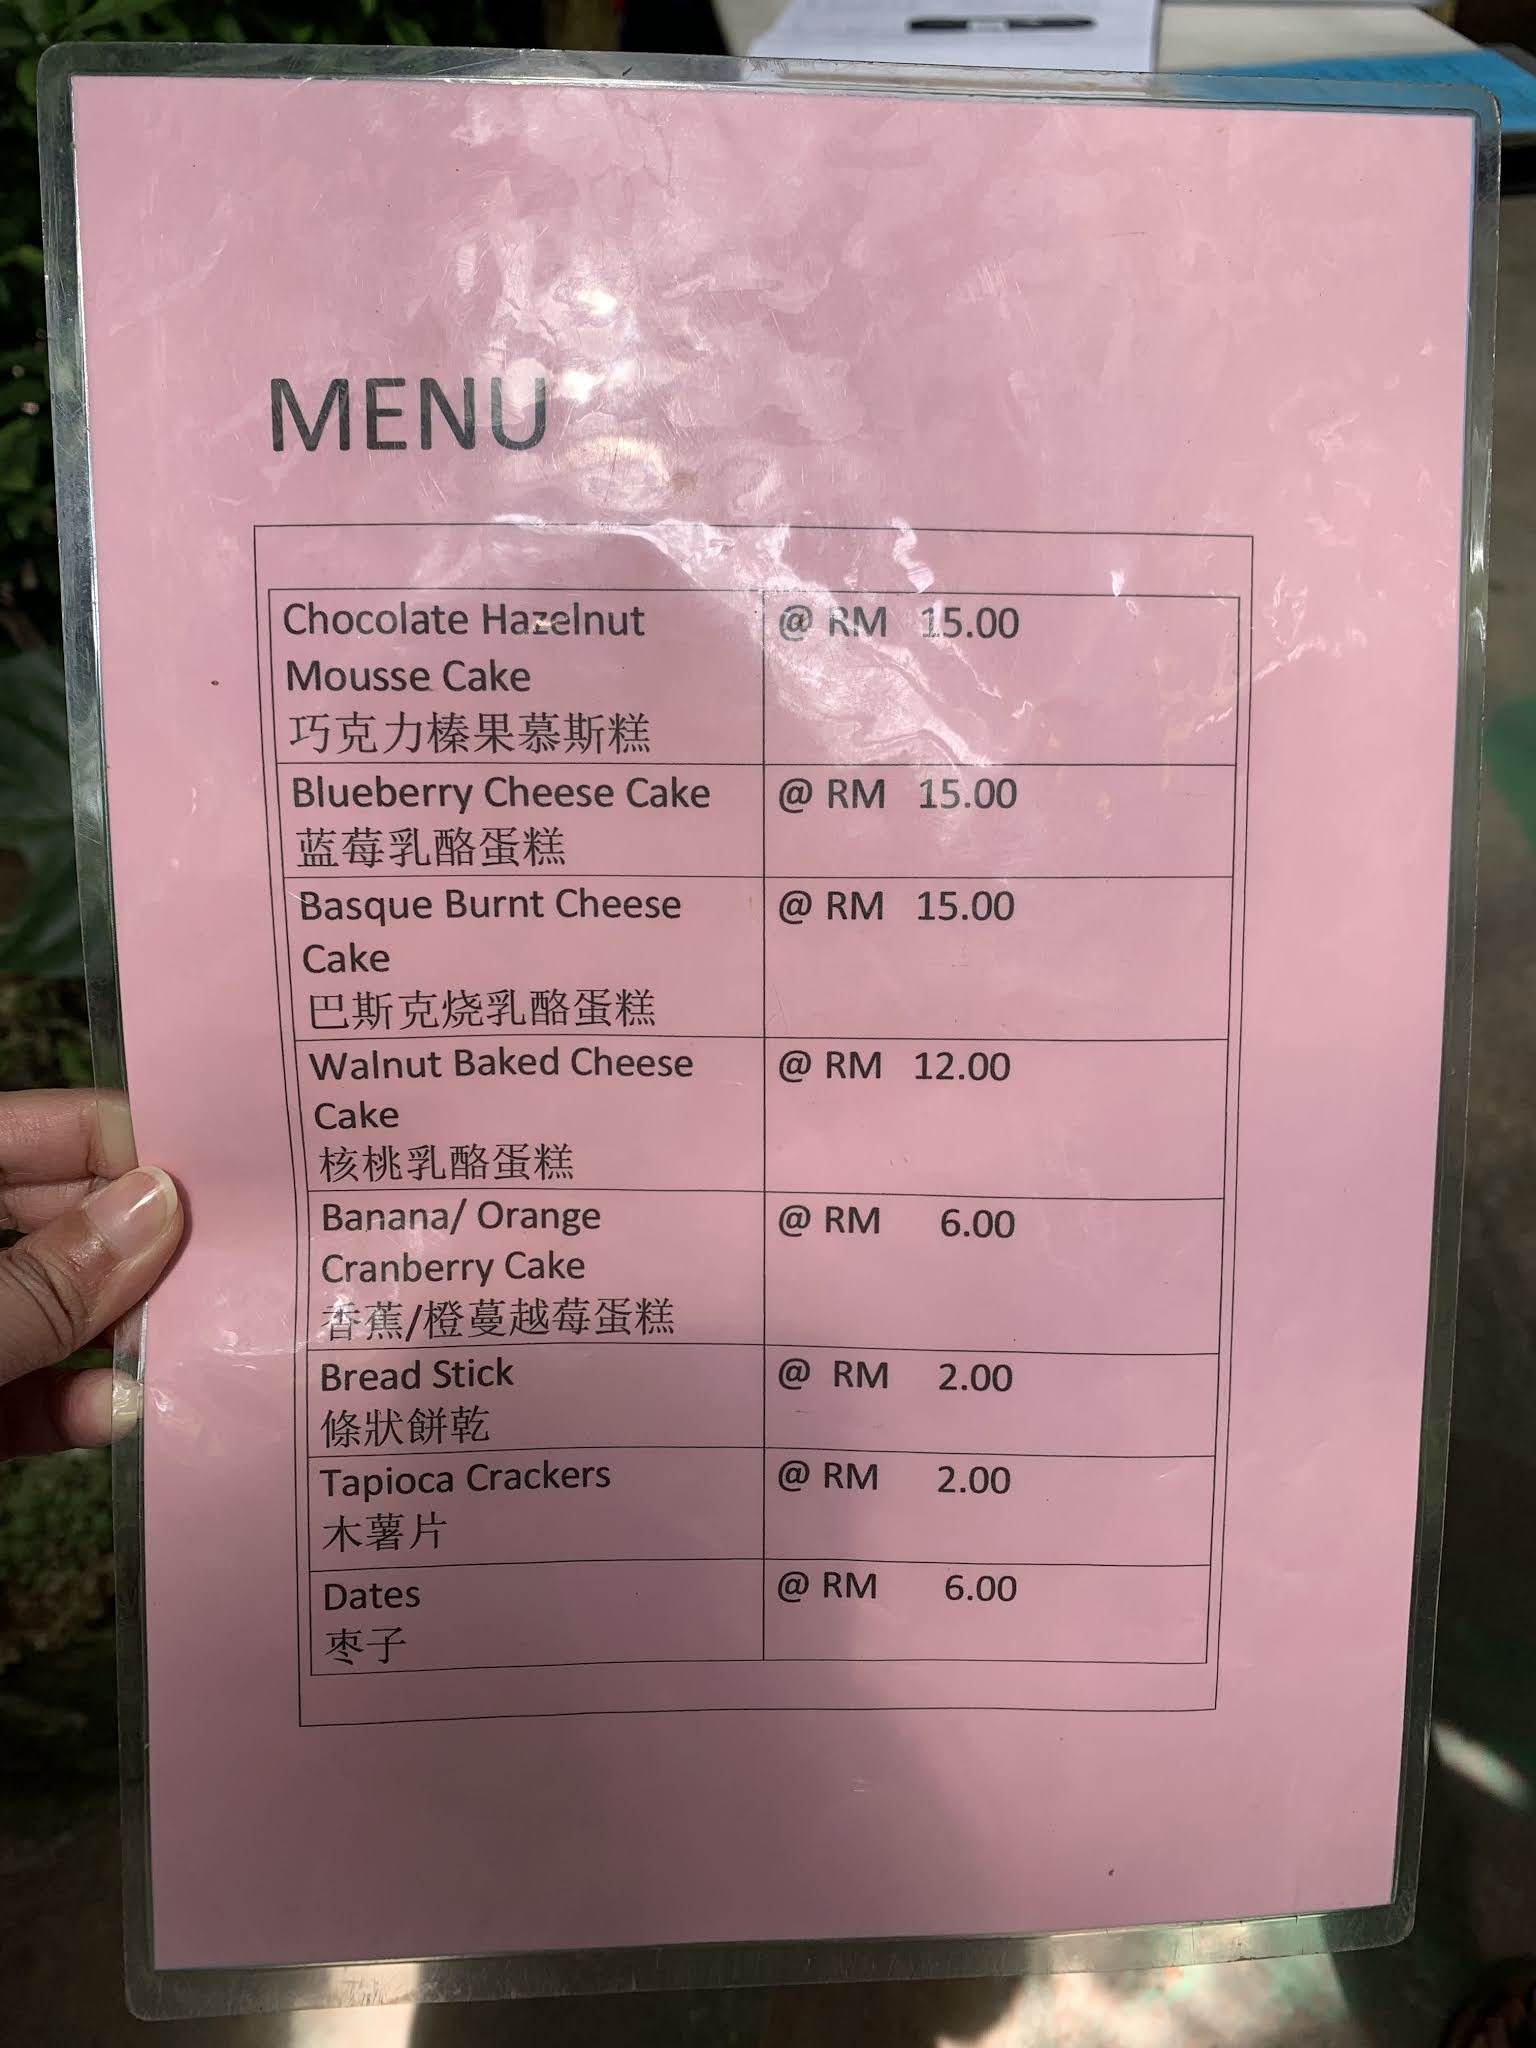 MENU
Chocolate Hazelnut @ RM 15.00
Mousse Cake
巧克力榛果慕斯糕
Blueberry Cheese Cake @ RM 15.00
蓝莓乳酪蛋糕
Basque Burnt Cheese @ RM 15.00
Cake
巴斯克烧乳酪蛋糕
Walnut Baked Cheese @ RM 12.00
Cake
核桃乳酪蛋糕
Banana/ Orange @ RM 6.00
Cranberry Cake
香蕉/橙蔓越莓蛋糕
Bread Stick @ RM 2.00
條狀餅乾
Tapioca Crackers @ RM 2.00
木薯片
Dates @ RM 6.00
枣子